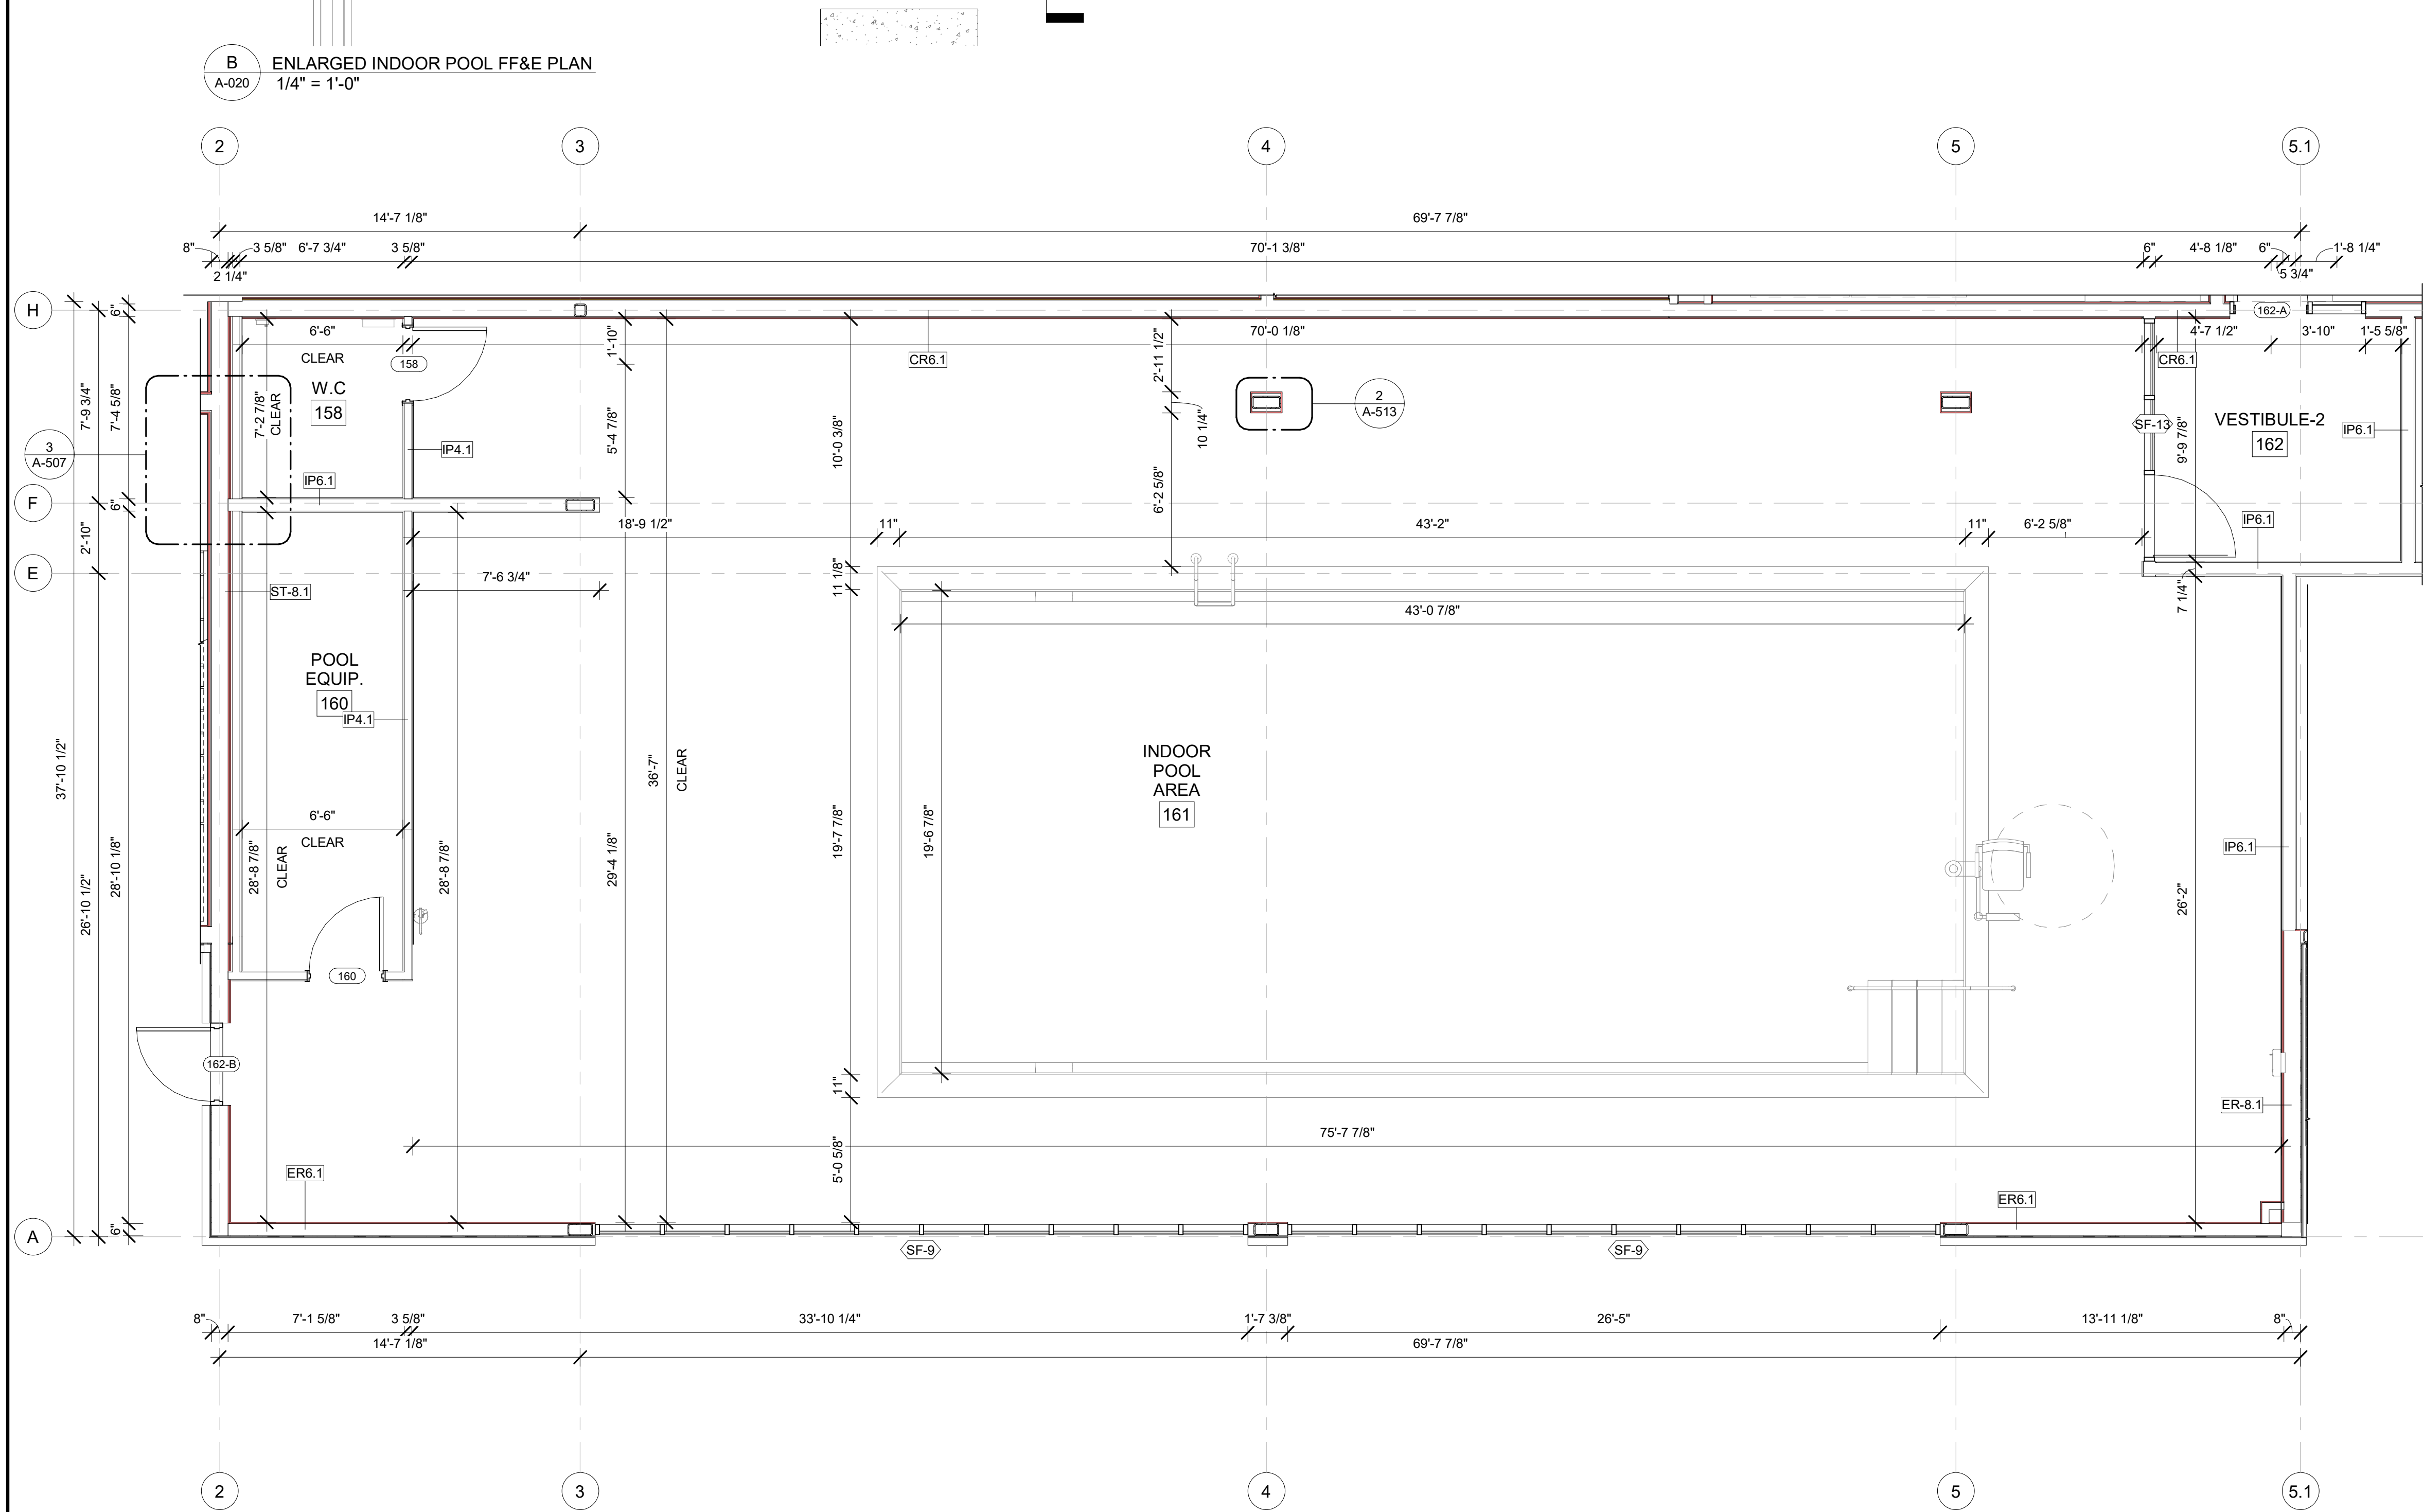 B
A-020
ENLARGED INDOOR POOL FF&E PLAN
1/4" = 1'-0"
2
3
4
5
5.1
14'-7 1/8"
69'-7 7/8"
8"
3 5/8"
6'-7 3/4"
3 5/8"
70'-1 3/8"
6"
4'-8 1/8"
6"
1'-8 1/4"
2 1/4"
5 3/4"
H
6"
6'-6"
CLEAR
158
1'-10"
70'-0 1/8"
162-A
4'-7 1/2"
3'-10"
1'-5 5/8"
CR6.1
2'-11 1/2"
CR6.1
7'-9 3/4"
7'-4 5/8"
7'-2 7/8"
CLEAR
W.C
158
2
A-513
10 1/4"
SF-13
VESTIBULE-2
162
IP6.1
9'-9 7/8"
3
A-507
IP4.1
5'-4 7/8"
10'-0 3/8"
IP6.1
6'-2 5/8"
F
6"
18'-9 1/2"
11"
43'-2"
11"
6'-2 5/8"
IP6.1
2'-10"
E
7'-6 3/4"
11 1/8"
7 1/4"
ST-8.1
43'-0 7/8"
POOL
EQUIP.
160
IP4.1
37'-10 1/2"
36'-7"
CLEAR
INDOOR
POOL
AREA
161
6'-6"
CLEAR
26'-10 1/2"
28'-10 1/8"
28'-8 7/8"
CLEAR
28'-8 7/8"
29'-4 1/8"
19'-7 7/8"
19'-6 7/8"
IP6.1
26'-2"
160
162-B
11"
ER-8.1
75'-7 7/8"
5'-0 5/8"
ER6.1
ER6.1
A
6"
SF-9
SF-9
8"
7'-1 5/8"
3 5/8"
33'-10 1/4"
1'-7 3/8"
26'-5"
13'-11 1/8"
8"
14'-7 1/8"
69'-7 7/8"
2
3
4
5
5.1